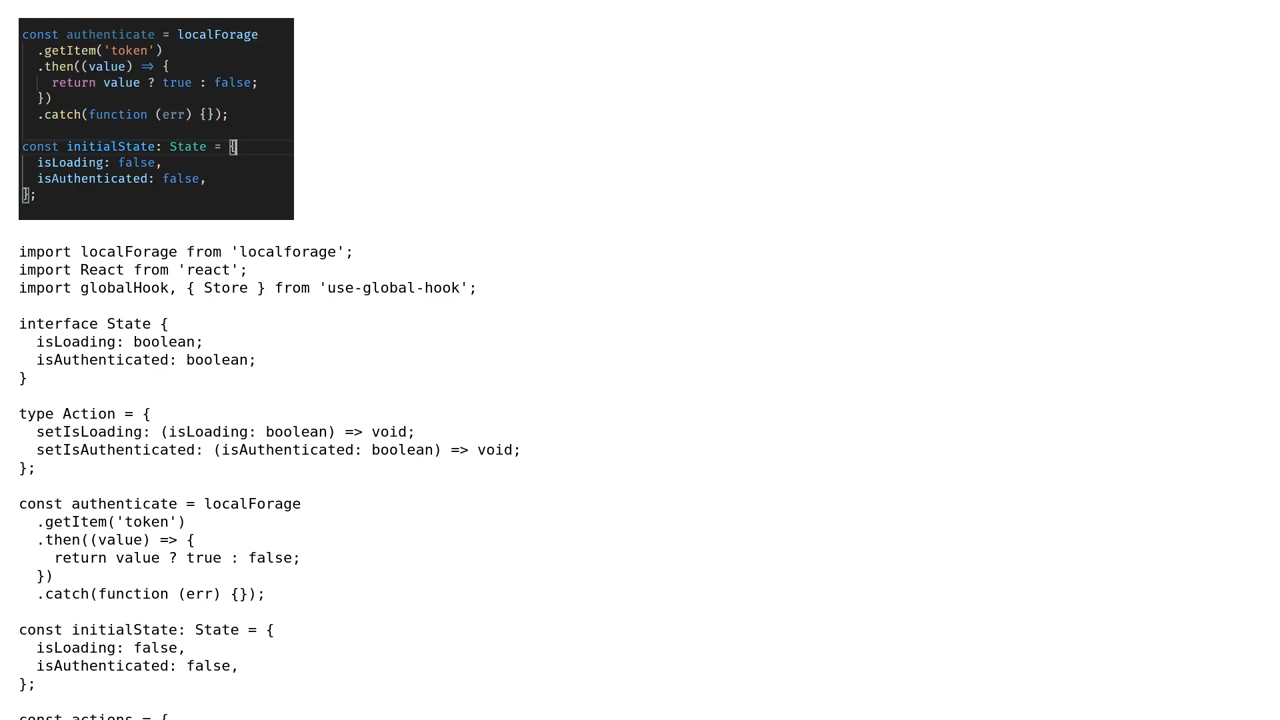 const authenticate = localForage
  .getItem('token')
  .then((value) => {
    return value ? true : false;
  })
  .catch(function (err) {});

const initialState: State = {
  isLoading: false,
  isAuthenticated: false,
};

import localForage from 'localforage';
import React from 'react';
import globalHook, { Store } from 'use-global-hook';

interface State {
  isLoading: boolean;
  isAuthenticated: boolean;
}

type Action = {
  setIsLoading: (isLoading: boolean) => void;
  setIsAuthenticated: (isAuthenticated: boolean) => void;
};

const authenticate = localForage
  .getItem('token')
  .then((value) => {
    return value ? true : false;
  })
  .catch(function (err) {});

const initialState: State = {
  isLoading: false,
  isAuthenticated: false,
};

const actions = {